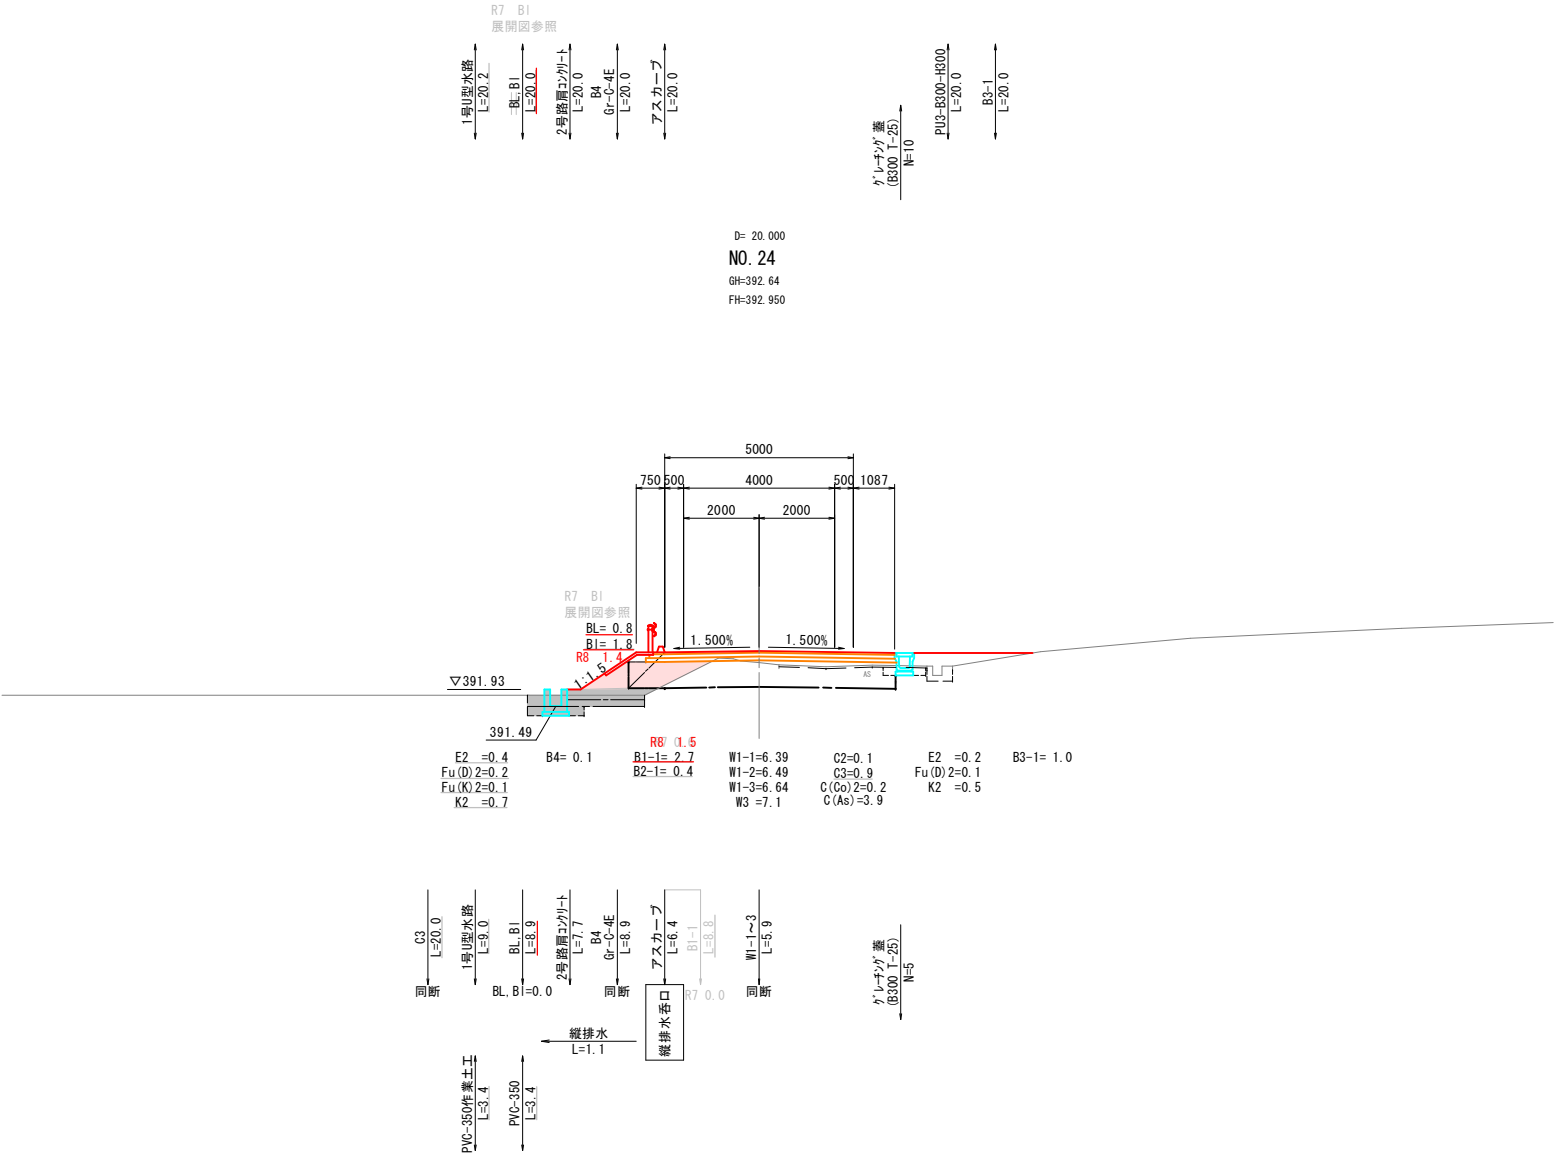 R7 BI
展開図参照
1号U型水路
L=20.2
BL,BI
L=20.0
2号路肩コンクリート
L=20.0
B4
Gr-C-4E
L=20.0
アスカーブ
L=20.0
グレーチング蓋
(B300 T-25)
N=10
PU3-B300-H300
L=20.0
B3-1
L=20.0
D= 20.000
NO.24
GH=392.64
FH=392.950
5000
750
500
4000
500
1087
2000
2000
R7 BI
展開図参照
BL= 0.8
BI= 1.8
R8 1.4
1:1.5
1.500%
1.500%
AS
▽391.93
391.49
E2 =0.4
Fu(D)2=0.2
Fu(K)2=0.1
K2 =0.7
B4= 0.1
R8 1.5
B1-1= 2.7
B2-1= 0.4
W1-1=6.39
W1-2=6.49
W1-3=6.64
W3 =7.1
C2=0.1
C3=0.9
C(Co)2=0.2
C(As)=3.9
E2 =0.2
Fu(D)2=0.1
K2 =0.5
B3-1= 1.0
C3
L=20.0
同断
1号U型水路
L=9.0
BL,BI
L=8.9
BL,BI=0.0
2号路肩コンクリート
L=7.7
B4
Gr-C-4E
L=8.9
同断
アスカーブ
L=6.4
B1-1
L=8.8
R7 0.0
W1-1～3
L=5.9
同断
グレーチング蓋
(B300 T-25)
N=5
縦排水呑口
縦排水
L=1.1
PVC-350作業土工
L=3.4
PVC-350
L=3.4